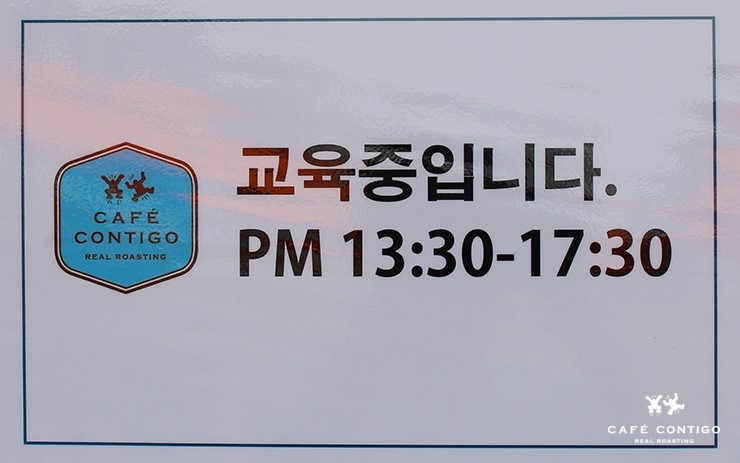 교육중입니다.
PM 13:30-17:30
CAFÉ
CONTIGO
REAL ROASTING
CAFÉ CONTIGO
REAL ROASTING